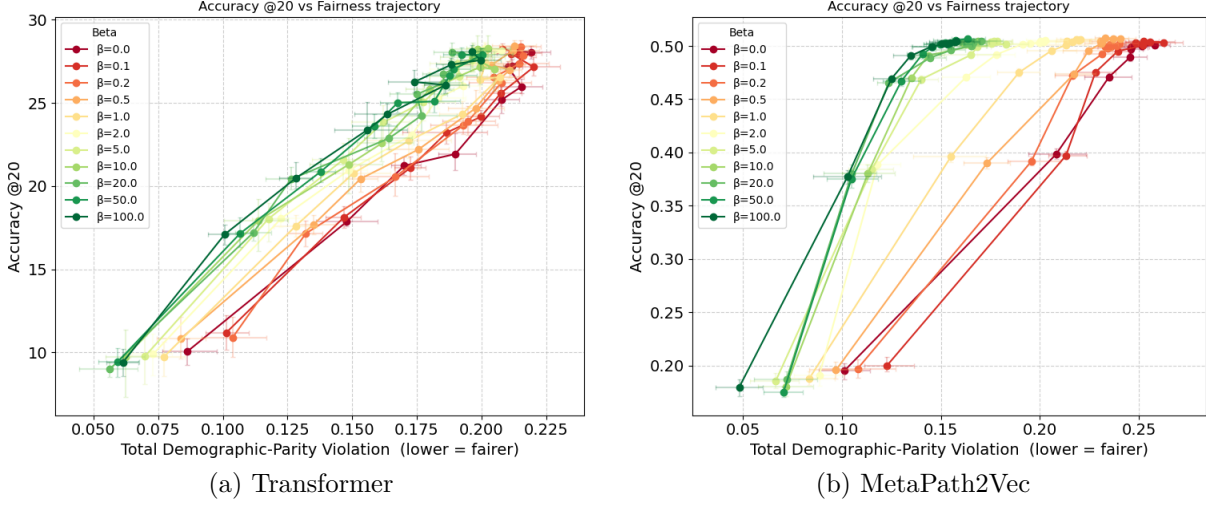 Accuracy @20 vs Fairness trajectory
Accuracy @20
30
25
20
15
10
Beta
β=0.0
β=0.1
β=0.2
β=0.5
β=1.0
β=2.0
β=5.0
β=10.0
β=20.0
β=50.0
β=100.0
0.050 0.075 0.100 0.125 0.150 0.175 0.200 0.225
Total Demographic-Parity Violation (lower = fairer)
(a) Transformer
Accuracy @20 vs Fairness trajectory
Accuracy @20
0.50
0.45
0.40
0.35
0.30
0.25
0.20
Beta
β=0.0
β=0.1
β=0.2
β=0.5
β=1.0
β=2.0
β=5.0
β=10.0
β=20.0
β=50.0
β=100.0
0.05 0.10 0.15 0.20 0.25
Total Demographic-Parity Violation (lower = fairer)
(b) MetaPath2Vec